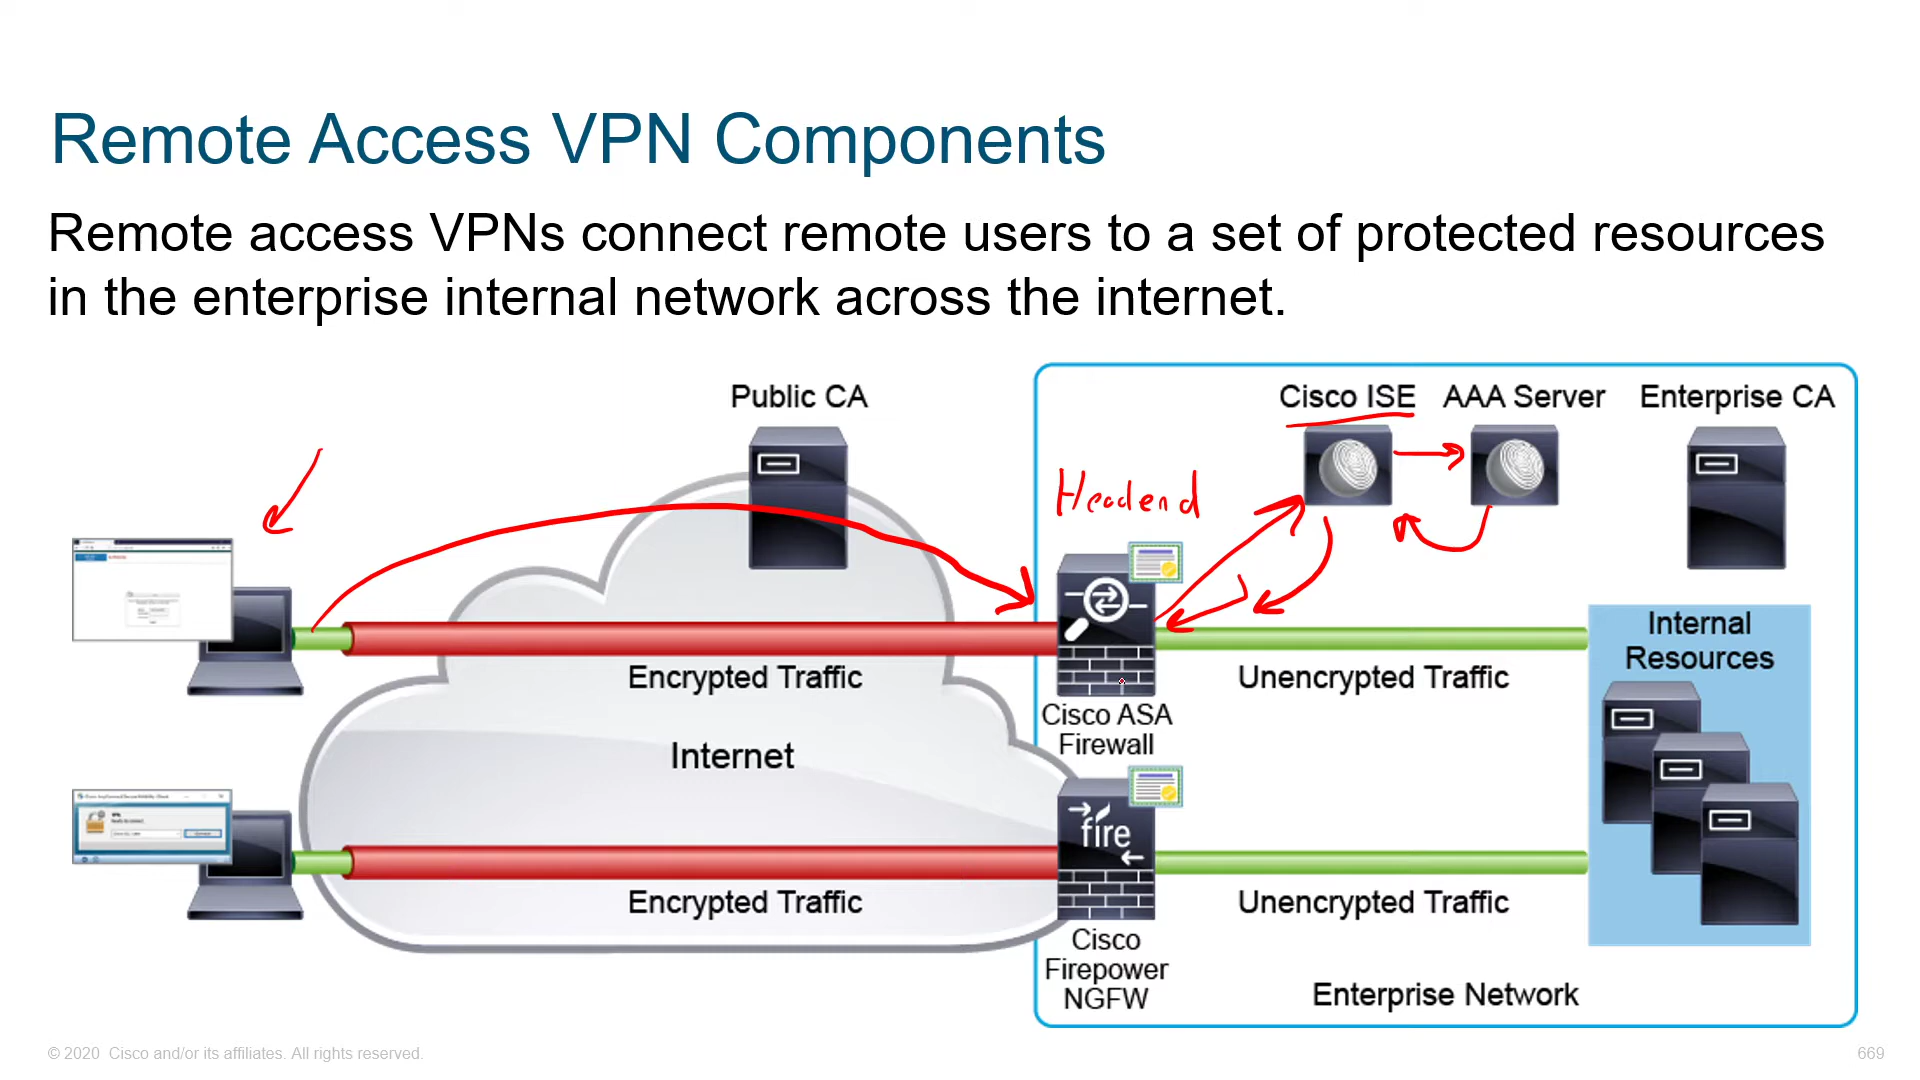 Remote Access VPN Components
Remote access VPNs connect remote users to a set of protected resources
in the enterprise internal network across the internet.
Public CA
Cisco ISE
AAA Server
Enterprise CA
Headend
Internal
Resources
Encrypted Traffic
Unencrypted Traffic
Cisco ASA
Firewall
Internet
fire
Encrypted Traffic
Unencrypted Traffic
Cisco
Firepower
NGFW
Enterprise Network
© 2020 Cisco and/or its affiliates. All rights reserved.
669